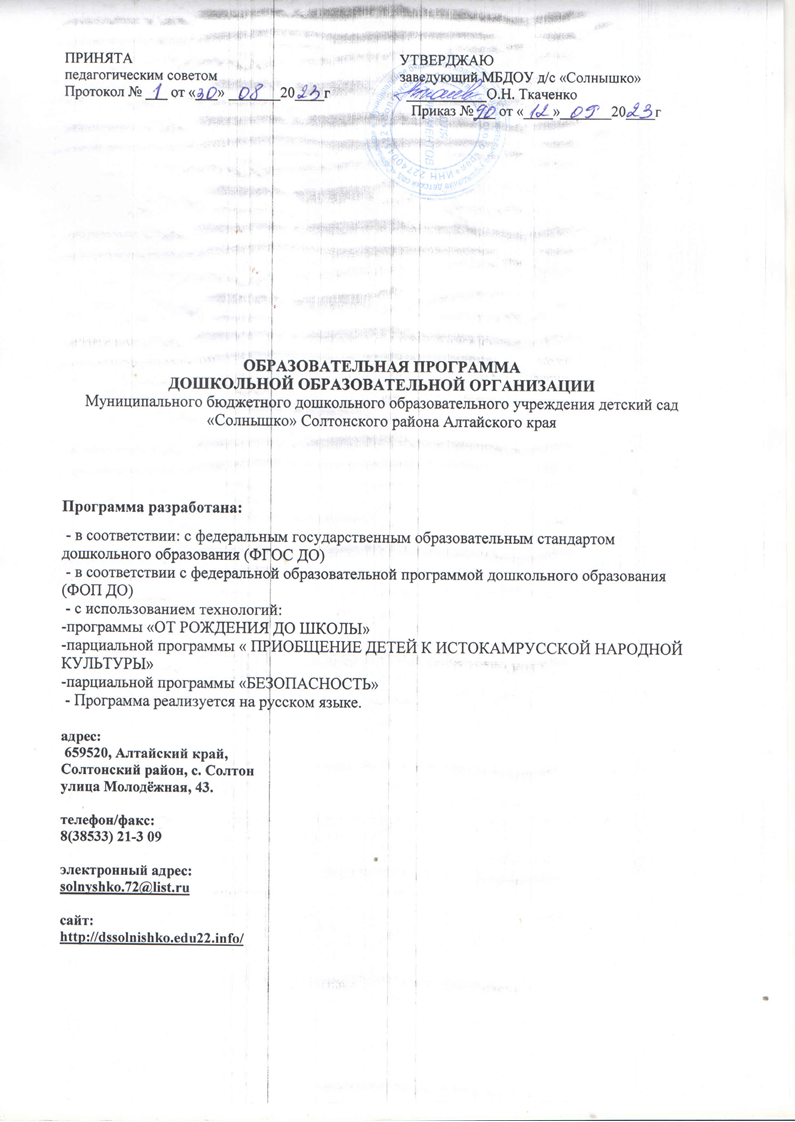 ПРИНЯТА
педагогическим советом
Протокол № 1 от «30» 08 2023 г
УТВЕРЖДАЮ
заведующий МБДОУ д/с «Солнышко»
О.Н. Ткаченко
Приказ № 90 от « 12 » 09 2023 г
ОБРАЗОВАТЕЛЬНАЯ ПРОГРАММА
ДОШКОЛЬНОЙ ОБРАЗОВАТЕЛЬНОЙ ОРГАНИЗАЦИИ
Муниципального бюджетного дошкольного образовательного учреждения детский сад
«Солнышко» Солтонского района Алтайского края
Программа разработана:
- в соответствии: с федеральным государственным образовательным стандартом
дошкольного образования (ФГОС ДО)
- в соответствии с федеральной образовательной программой дошкольного образования
(ФОП ДО)
- с использованием технологий:
-программы «ОТ РОЖДЕНИЯ ДО ШКОЛЫ»
-парциальной программы « ПРИОБЩЕНИЕ ДЕТЕЙ К ИСТОКАМРУССКОЙ НАРОДНОЙ
КУЛЬТУРЫ»
-парциальной программы «БЕЗОПАСНОСТЬ»
- Программа реализуется на русском языке.
адрес:
659520, Алтайский край,
Солтонский район, с. Солтон
улица Молодёжная, 43.
телефон/факс:
8(38533) 21-3 09
электронный адрес:
solnyshko.72@list.ru
сайт:
http://dssolnishko.edu22.info/